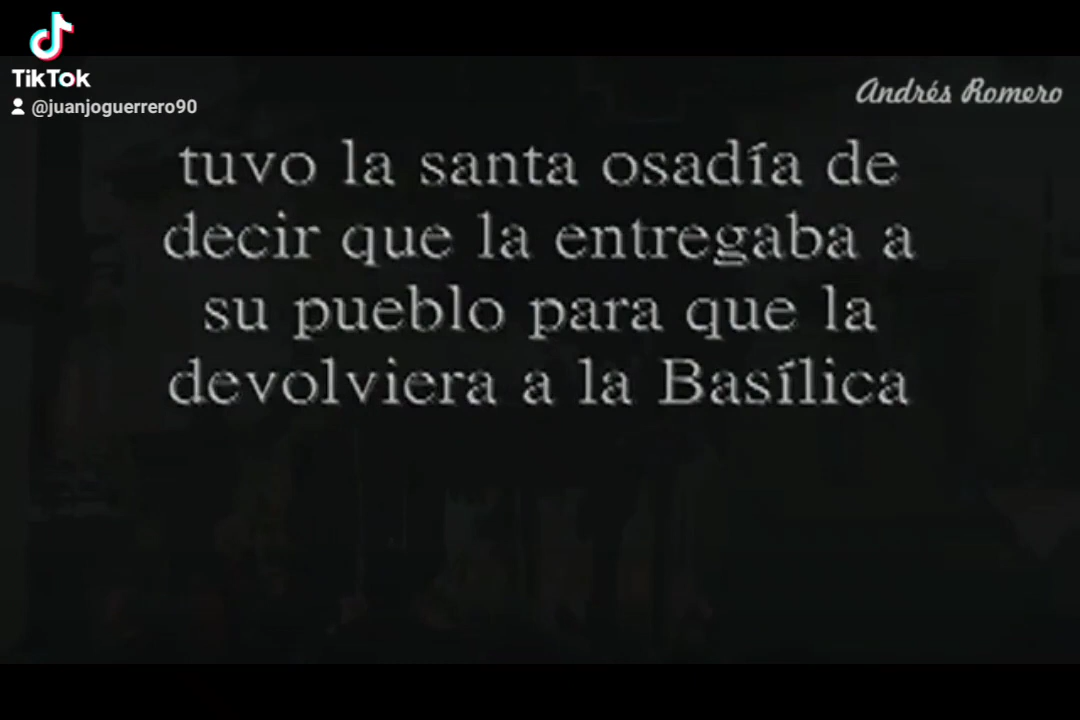 TikTok
@juanjoguerrero90
Andrés Romero
tuvo la santa osadía de
decir que la entregaba a
su pueblo para que la
devolviera a la Basílica